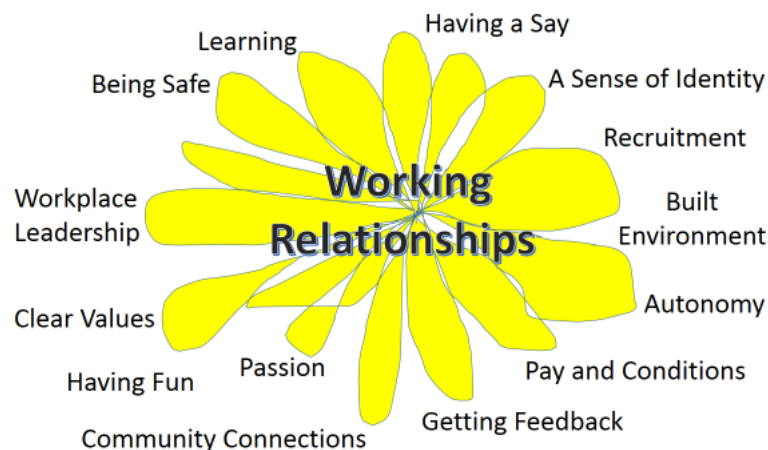 Having a Say
Learning
A Sense of Identity
Being Safe
Recruitment
Working
Relationships
Workplace
Leadership
Built
Environment
Autonomy
Clear Values
Passion
Pay and Conditions
Having Fun
Getting Feedback
Community Connections